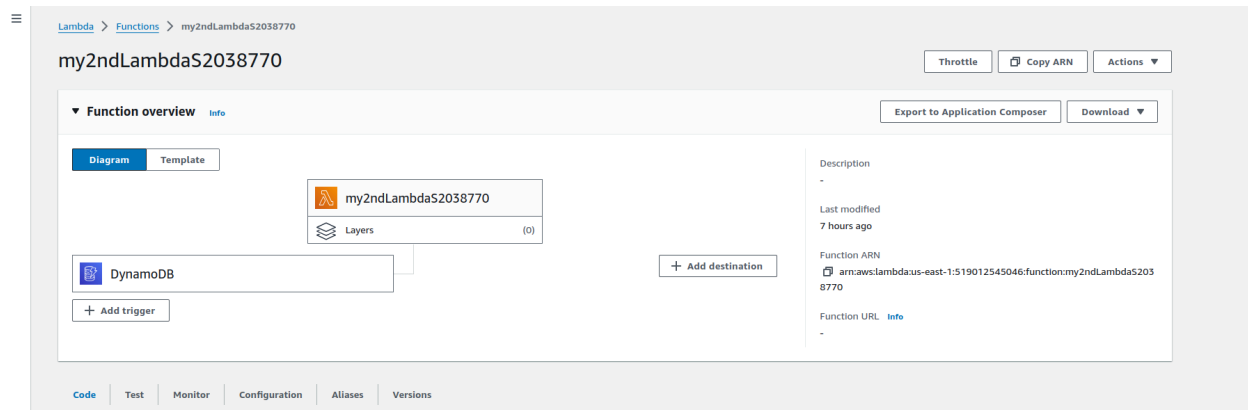 Lambda > Functions > my2ndLambdaS2038770
my2ndLambdaS2038770
Throttle Copy ARN Actions ▼
▼ Function overview Info
Export to Application Composer Download ▼
Diagram Template
my2ndLambdaS2038770
Layers (0)
DynamoDB
+ Add trigger
+ Add destination
Description
-
Last modified
7 hours ago
Function ARN
arn:aws:lambda:us-east-1:519012545046:function:my2ndLambdaS203
8770
Function URL Info
-
Code Test Monitor Configuration Aliases Versions